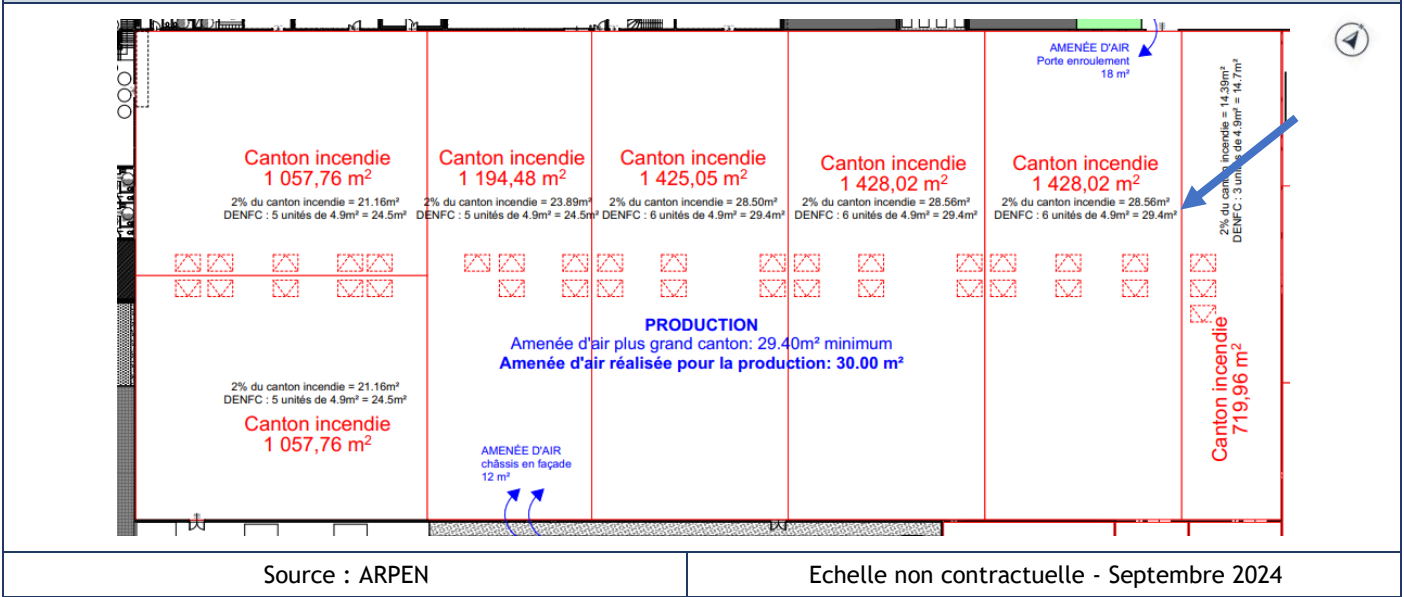 AMENÉE D'AIR
Porte enroulement
18 m²
Canton incendie
1 057,76 m²
2% du canton incendie = 21.16m²
DENFC : 5 unités de 4.9m² = 24.5m²
Canton incendie
1 194,48 m²
2% du canton incendie = 23.89m²
DENFC : 5 unités de 4.9m² = 24.5m²
Canton incendie
1 425,05 m²
2% du canton incendie = 28.50m²
DENFC : 6 unités de 4.9m² = 29.4m²
Canton incendie
1 428,02 m²
2% du canton incendie = 28.56m²
DENFC : 6 unités de 4.9m² = 29.4m²
Canton incendie
1 428,02 m²
2% du canton incendie = 28.56m²
DENFC : 6 unités de 4.9m² = 29.4m²
2% du canton incendie = 14.39m²
DENFC : 3 unités de 4.9m² = 14.7m²
Canton incendie
719,96 m²
PRODUCTION
Amenée d'air plus grand canton: 29.40m² minimum
Amenée d'air réalisée pour la production: 30.00 m²
2% du canton incendie = 21.16m²
DENFC : 5 unités de 4.9m² = 24.5m²
Canton incendie
1 057,76 m²
AMENÉE D'AIR
châssis en façade
12 m²
Source : ARPEN
Echelle non contractuelle - Septembre 2024